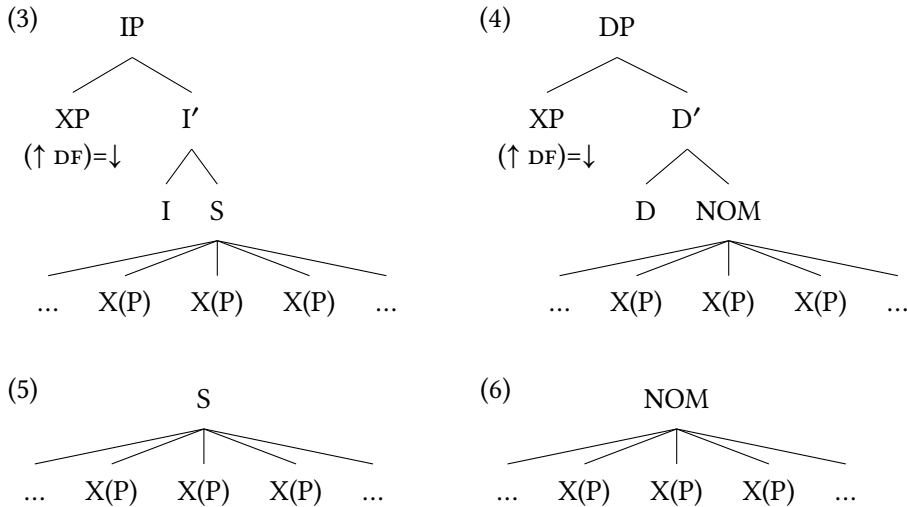 (3) IP (4) DP
XP I′ XP D′
(↑ DF)=↓ (↑ DF)=↓
I S D NOM
... X(P) X(P) X(P) ... ... X(P) X(P) X(P) ...
(5) S (6) NOM
... X(P) X(P) X(P) ... ... X(P) X(P) X(P) ...